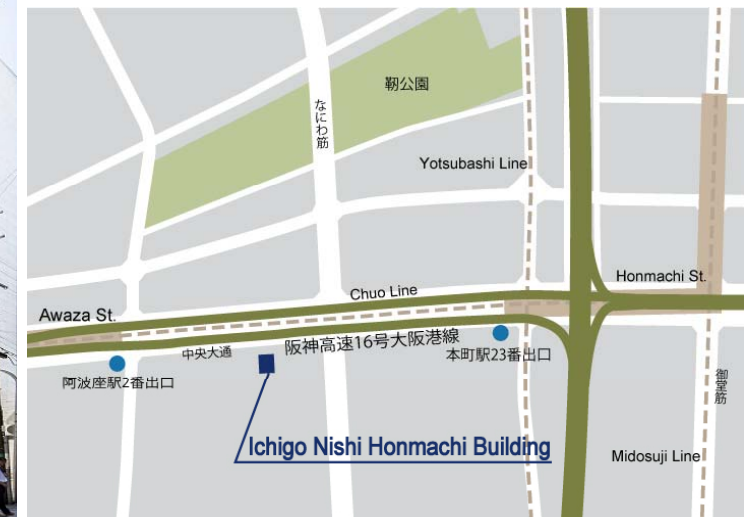 靭公園
なにわ筋
Yotsubashi Line
Honmachi St.
Chuo Line
Awaza St.
阪神高速16号大阪港線
中央大通
本町駅23番出口
阿波座駅2番出口
御堂筋
Ichigo Nishi Honmachi Building
Midosuji Line